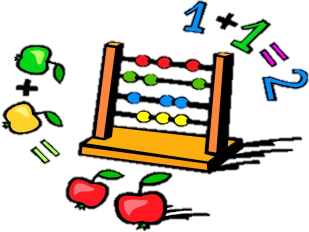 1+1=2
+
=